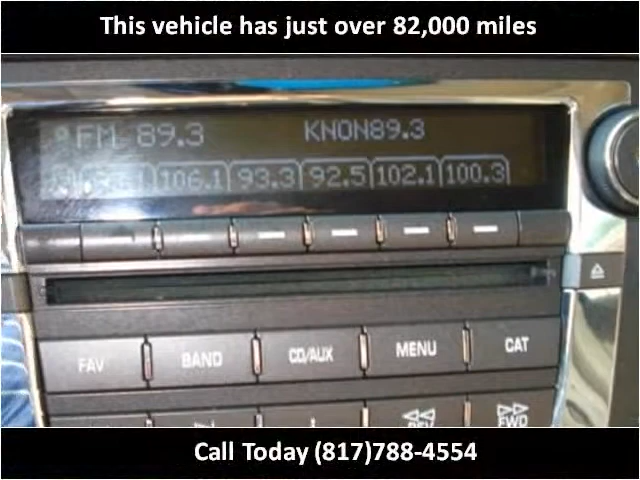 This vehicle has just over 82,000 miles
FM 89.3 KNON89.3
106.1 93.3 92.5 102.1 100.3
FAV BAND CD/AUX MENU CAT
REV FWD
Call Today (817)788-4554